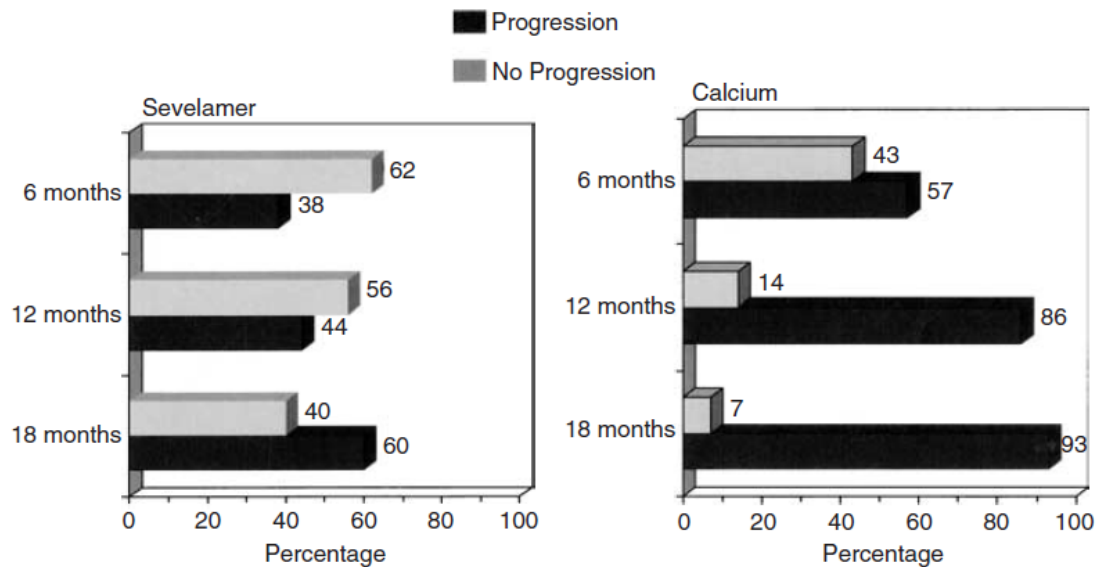 Progression
No Progression
Sevelamer
6 months
62
38
12 months
56
44
18 months
40
60
0 20 40 60 80 100
Percentage
Calcium
6 months
43
57
12 months
14
86
18 months
7
93
0 20 40 60 80 100
Percentage